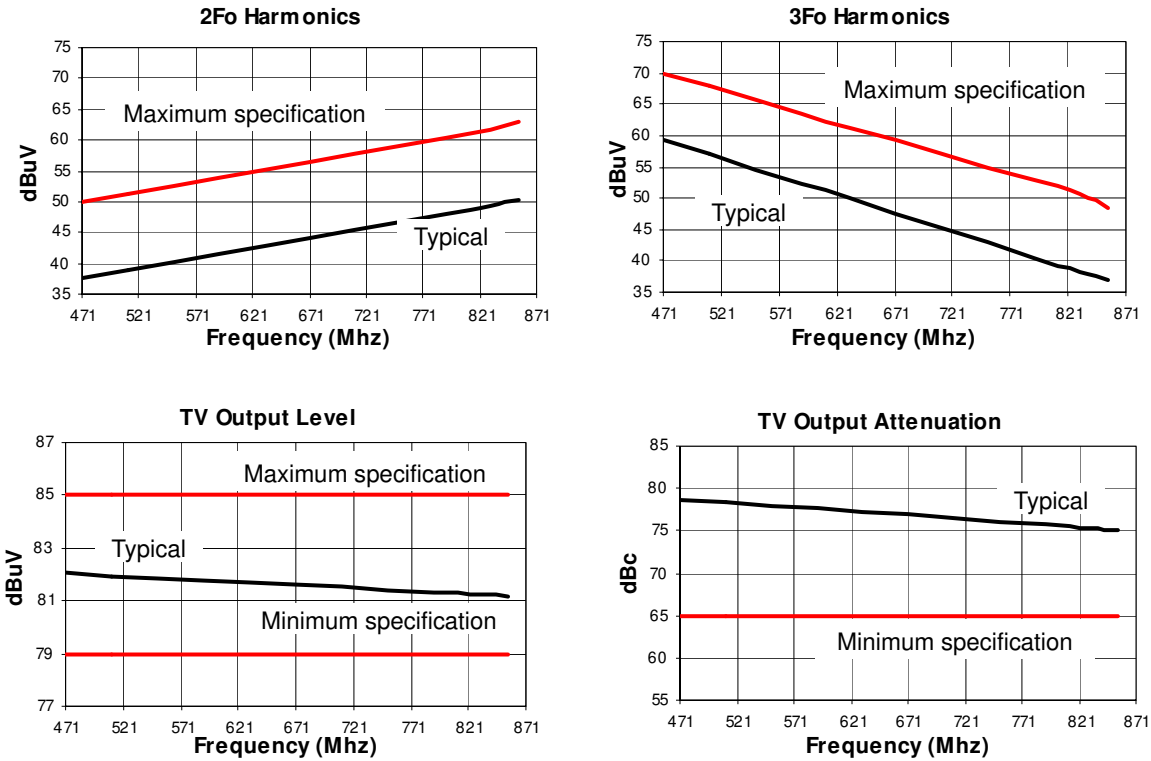 2Fo Harmonics
75
70
65
60
55
50
45
40
35
dBuV
Maximum specification
Typical
471 521 571 621 671 721 771 821 871
Frequency (Mhz)
3Fo Harmonics
75
70
65
60
55
50
45
40
35
dBuV
Maximum specification
Typical
471 521 571 621 671 721 771 821 871
Frequency (Mhz)
TV Output Level
87
85
83
81
79
77
dBuV
Maximum specification
Typical
Minimum specification
471 521 571 621 671 721 771 821 871
Frequency (Mhz)
TV Output Attenuation
85
80
75
70
65
60
55
dBc
Typical
Minimum specification
471 521 571 621 671 721 771 821 871
Frequency (Mhz)